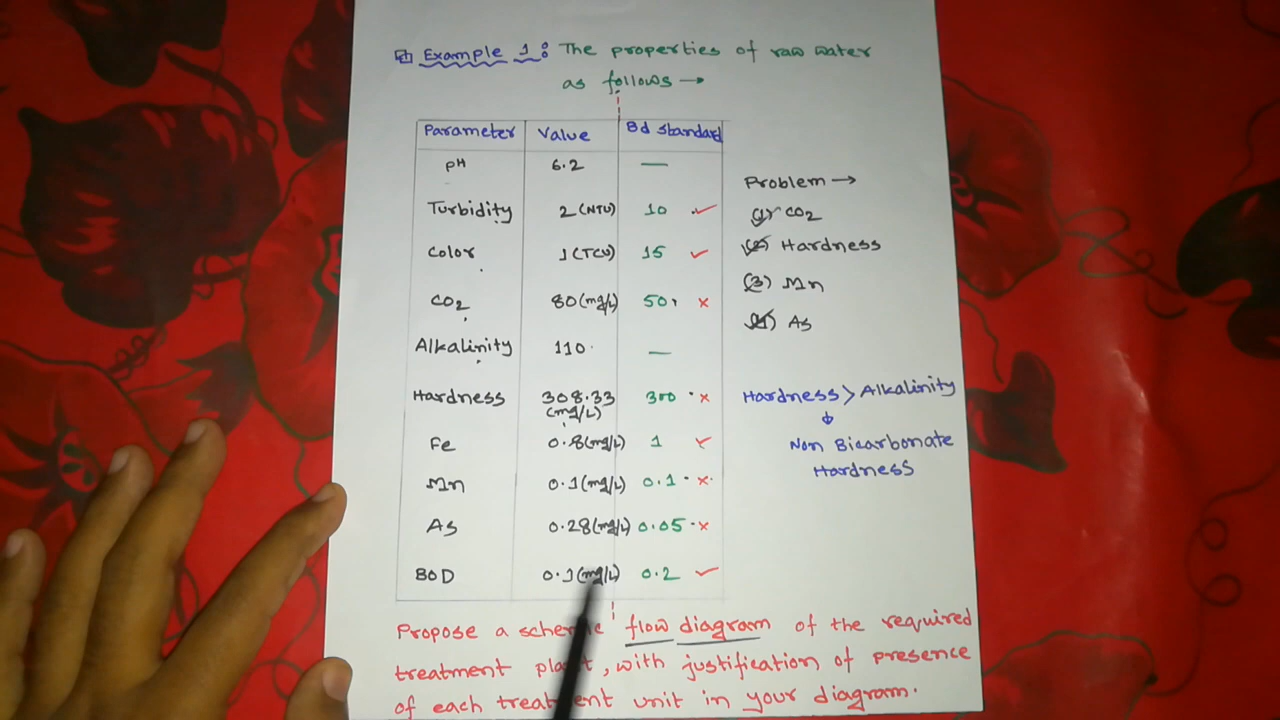 Example 1: The properties of raw water
as follows →
Parameter Value Bd standard
pH 6.2 —
Turbidity 2 (NTU) 10 ✓
Color 1 (TCU) 15 ✓
CO2 80 (mg/L) 50 ×
Alkalinity 110 —
Hardness 308.33 300 ×
(mg/L)
Fe 0.8 (mg/L) 1 ✓
Mn 0.1 (mg/L) 0.1 ×
As 0.28 (mg/L) 0.05 ×
BOD 0.1 (mg/L) 0.2 ✓
Problem →
(1) CO2
(2) Hardness
(3) Mn
(4) As
Hardness > Alkalinity
↓
Non Bicarbonate
Hardness
Propose a scheme flow diagram of the required
treatment plant, with justification of presence
of each treatment unit in your diagram.